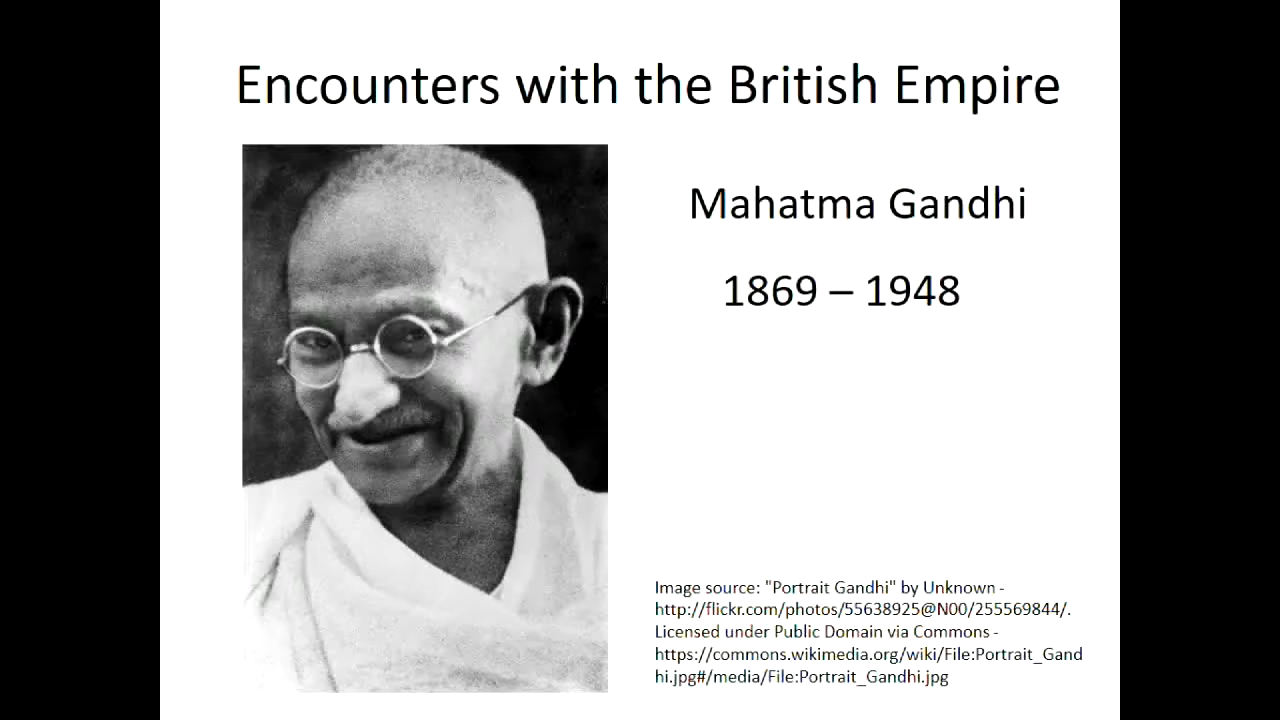 Encounters with the British Empire
Mahatma Gandhi
1869 – 1948
Image source: "Portrait Gandhi" by Unknown -
http://flickr.com/photos/55638925@N00/255569844/.
Licensed under Public Domain via Commons -
https://commons.wikimedia.org/wiki/File:Portrait_Gand
hi.jpg#/media/File:Portrait_Gandhi.jpg